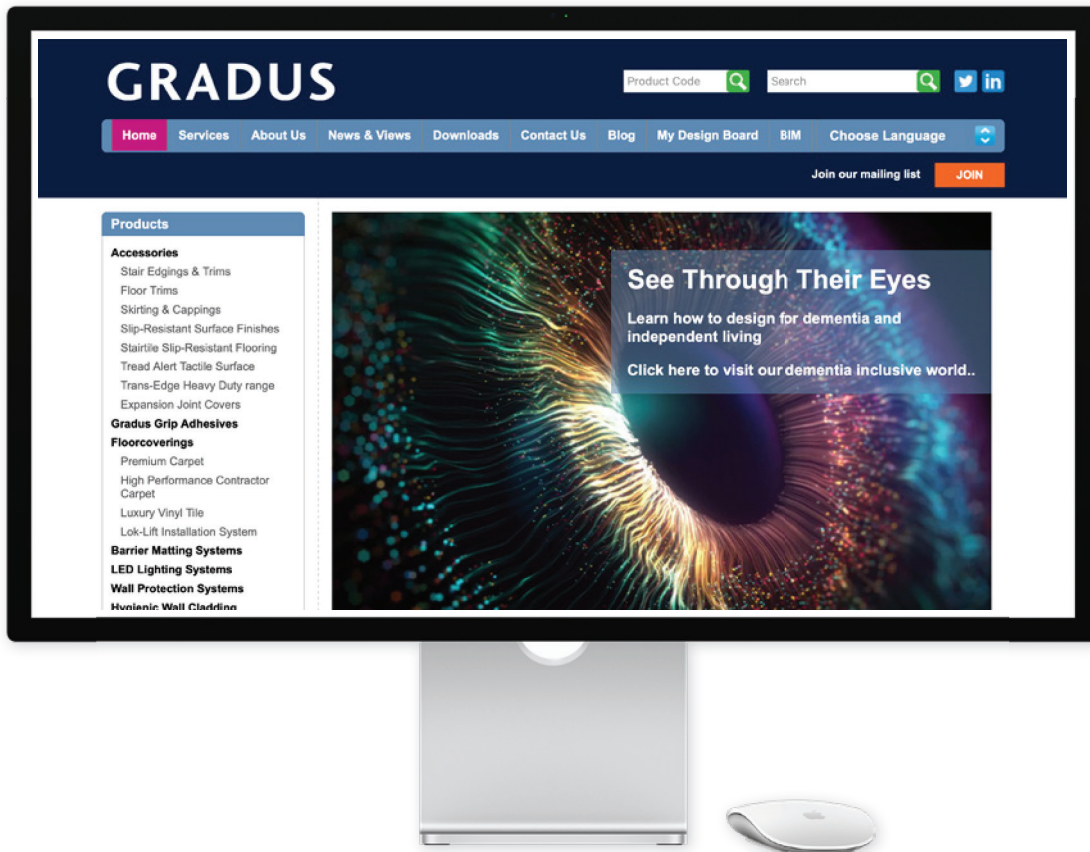 GRADUS
Product Code
Search
in
Home Services About Us News & Views Downloads Contact Us Blog My Design Board BIM Choose Language
Join our mailing list JOIN
Products
Accessories
Stair Edgings & Trims
Floor Trims
Skirting & Cappings
Slip-Resistant Surface Finishes
Stairtile Slip-Resistant Flooring
Tread Alert Tactile Surface
Trans-Edge Heavy Duty range
Expansion Joint Covers
Gradus Grip Adhesives
Floorcoverings
Premium Carpet
High Performance Contractor
Carpet
Luxury Vinyl Tile
Lok-Lift Installation System
Barrier Matting Systems
LED Lighting Systems
Wall Protection Systems
Hygienic Wall Cladding
See Through Their Eyes
Learn how to design for dementia and
independent living
Click here to visit our dementia inclusive world..